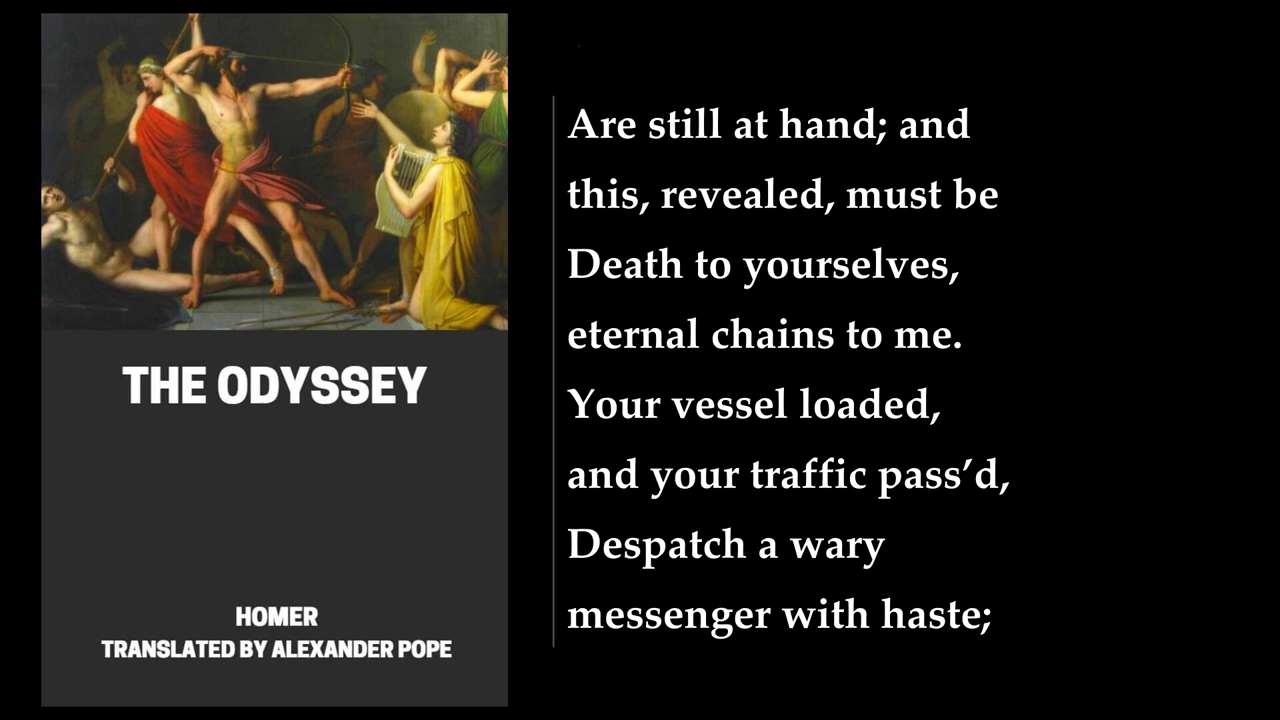 THE ODYSSEY
HOMER
TRANSLATED BY ALEXANDER POPE
Are still at hand; and
this, revealed, must be
Death to yourselves,
eternal chains to me.
Your vessel loaded,
and your traffic pass’d,
Despatch a wary
messenger with haste;